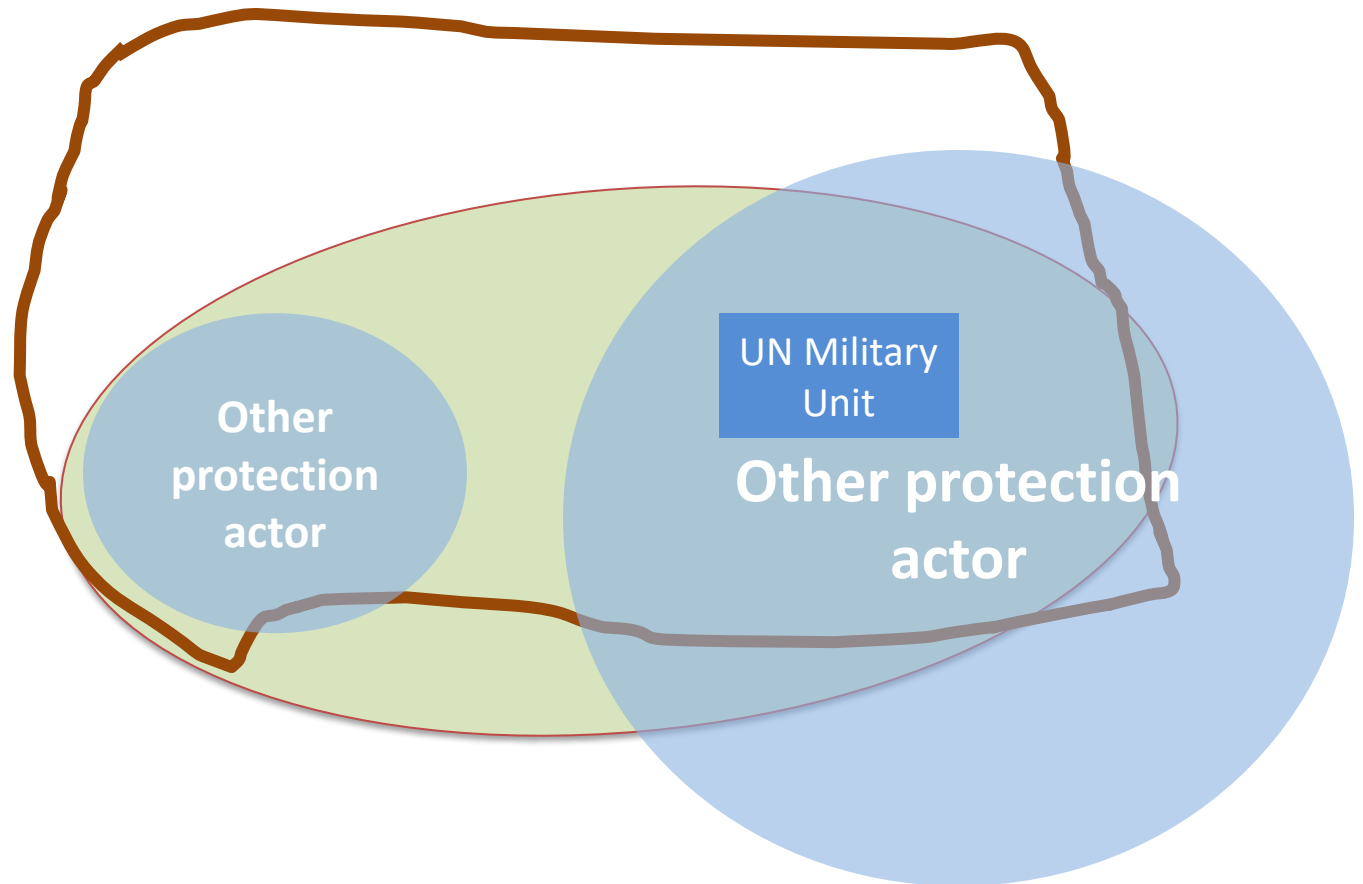 UN Military
Unit
Other
protection
actor
Other protection
actor